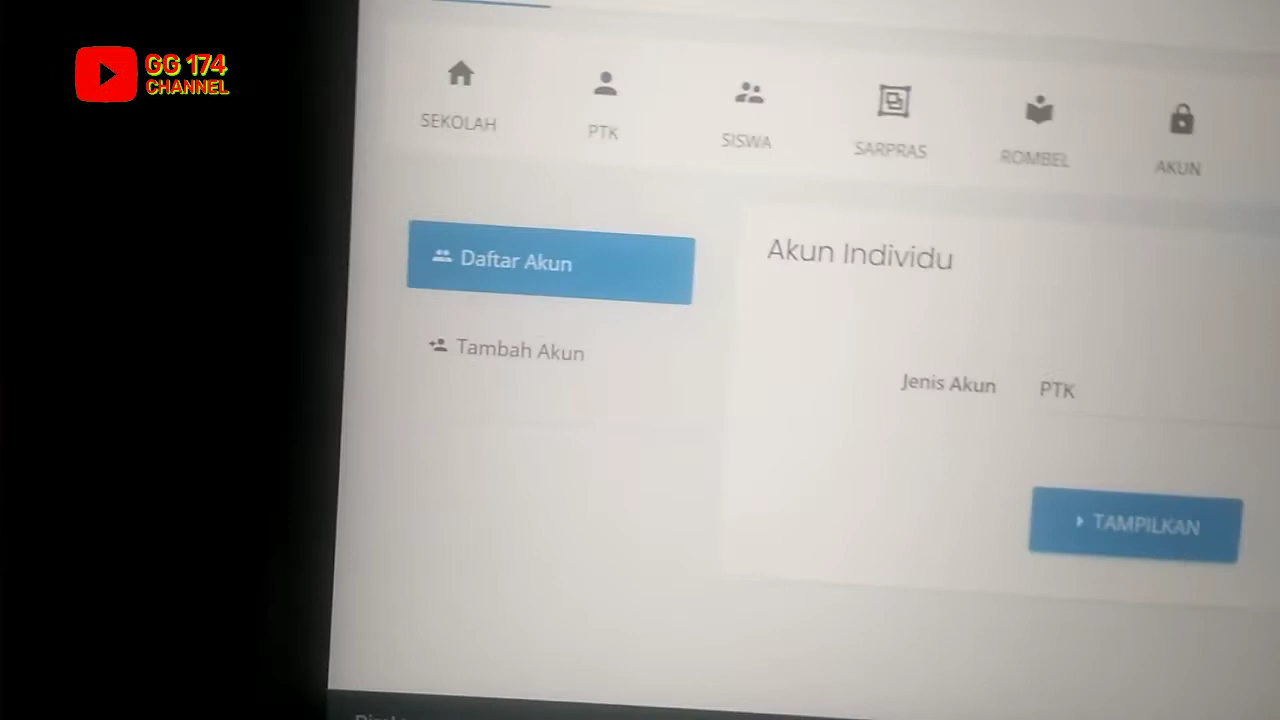 GG 174
CHANNEL
SEKOLAH
PTK
SISWA
SARPRAS
ROMBEL
AKUN
Daftar Akun
Akun Individu
Tambah Akun
Jenis Akun PTK
TAMPILKAN